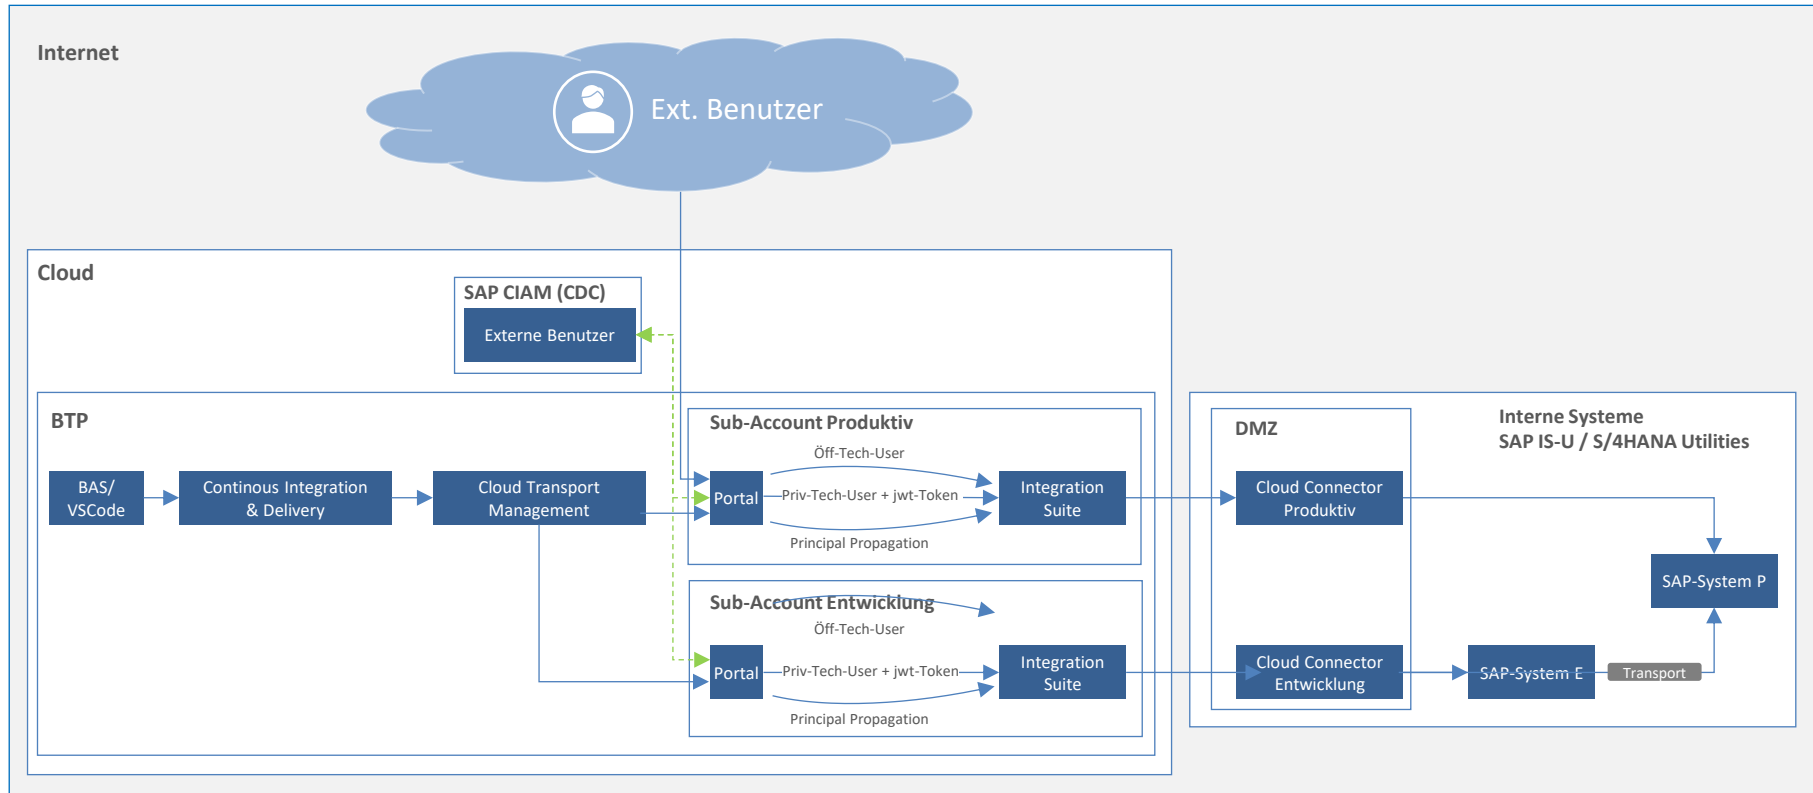 Internet
Ext. Benutzer
Cloud
SAP CIAM (CDC)
Externe Benutzer
BTP
BAS/
VSCode
Continous Integration
& Delivery
Cloud Transport
Management
Sub-Account Produktiv
Öff-Tech-User
Portal
Priv-Tech-User + jwt-Token
Principal Propagation
Integration
Suite
Sub-Account Entwicklung
Öff-Tech-User
Portal
Priv-Tech-User + jwt-Token
Principal Propagation
Integration
Suite
DMZ
Interne Systeme
SAP IS-U / S/4HANA Utilities
Cloud Connector
Produktiv
SAP-System P
Cloud Connector
Entwicklung
SAP-System E
Transport